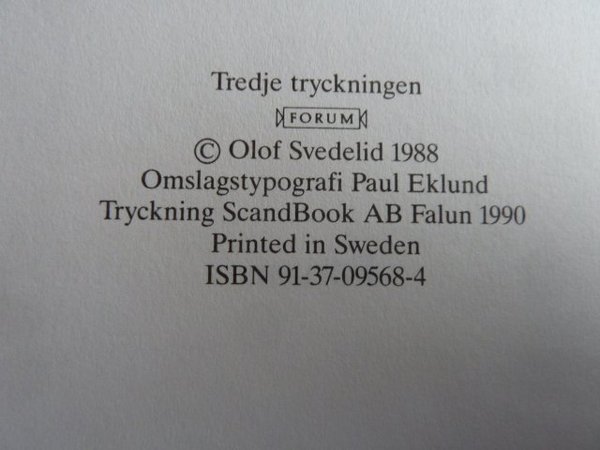 Tredje tryckningen
FORUM
© Olof Svedelid 1988
Omslagstypografi Paul Eklund
Tryckning ScandBook AB Falun 1990
Printed in Sweden
ISBN 91-37-09568-4